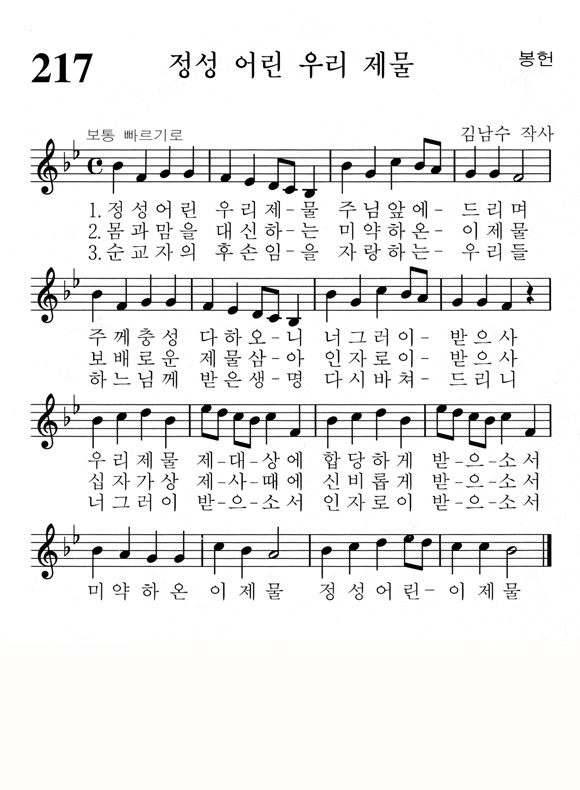 217 정성 어린 우리 제물 봉헌
보통 빠르기로 김남수 작사
1. 정성어린 우리제-물 주님앞에-드리며
2. 몸과맘을 대신하-는 미약하온-이제물
3. 순교자의 후손임-을 자랑하는-우리들
주께충성 다하오-니 너그러이-받으사
보배로운 제물삼-아 인자로이-받으사
하느님께 받은생-명 다시바쳐-드리니
우리제물 제-대-상에 합당하게 받-으-소서
십자가상 제-사-때에 신비롭게 받-으-소서
너그러이 받-으-소서 인자로이 받-으-소서
미약하온 이제물 정성어린-이제물